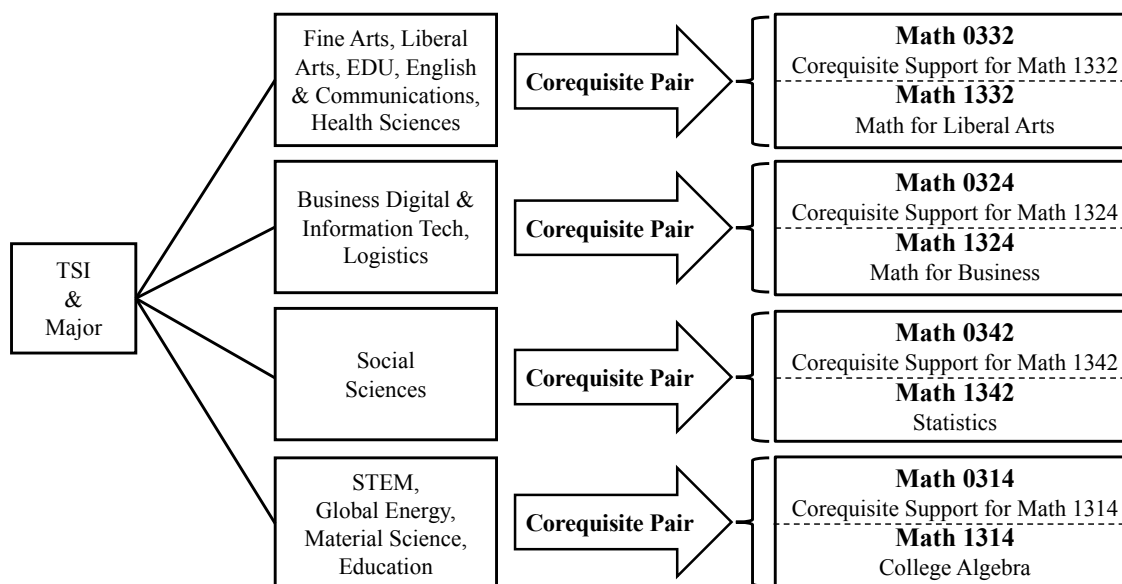 TSI
&
Major
Fine Arts, Liberal
Arts, EDU, English
& Communications,
Health Sciences
Corequisite Pair
Math 0332
Corequisite Support for Math 1332
Math 1332
Math for Liberal Arts
Business Digital &
Information Tech,
Logistics
Corequisite Pair
Math 0324
Corequisite Support for Math 1324
Math 1324
Math for Business
Social
Sciences
Corequisite Pair
Math 0342
Corequisite Support for Math 1342
Math 1342
Statistics
STEM,
Global Energy,
Material Science,
Education
Corequisite Pair
Math 0314
Corequisite Support for Math 1314
Math 1314
College Algebra